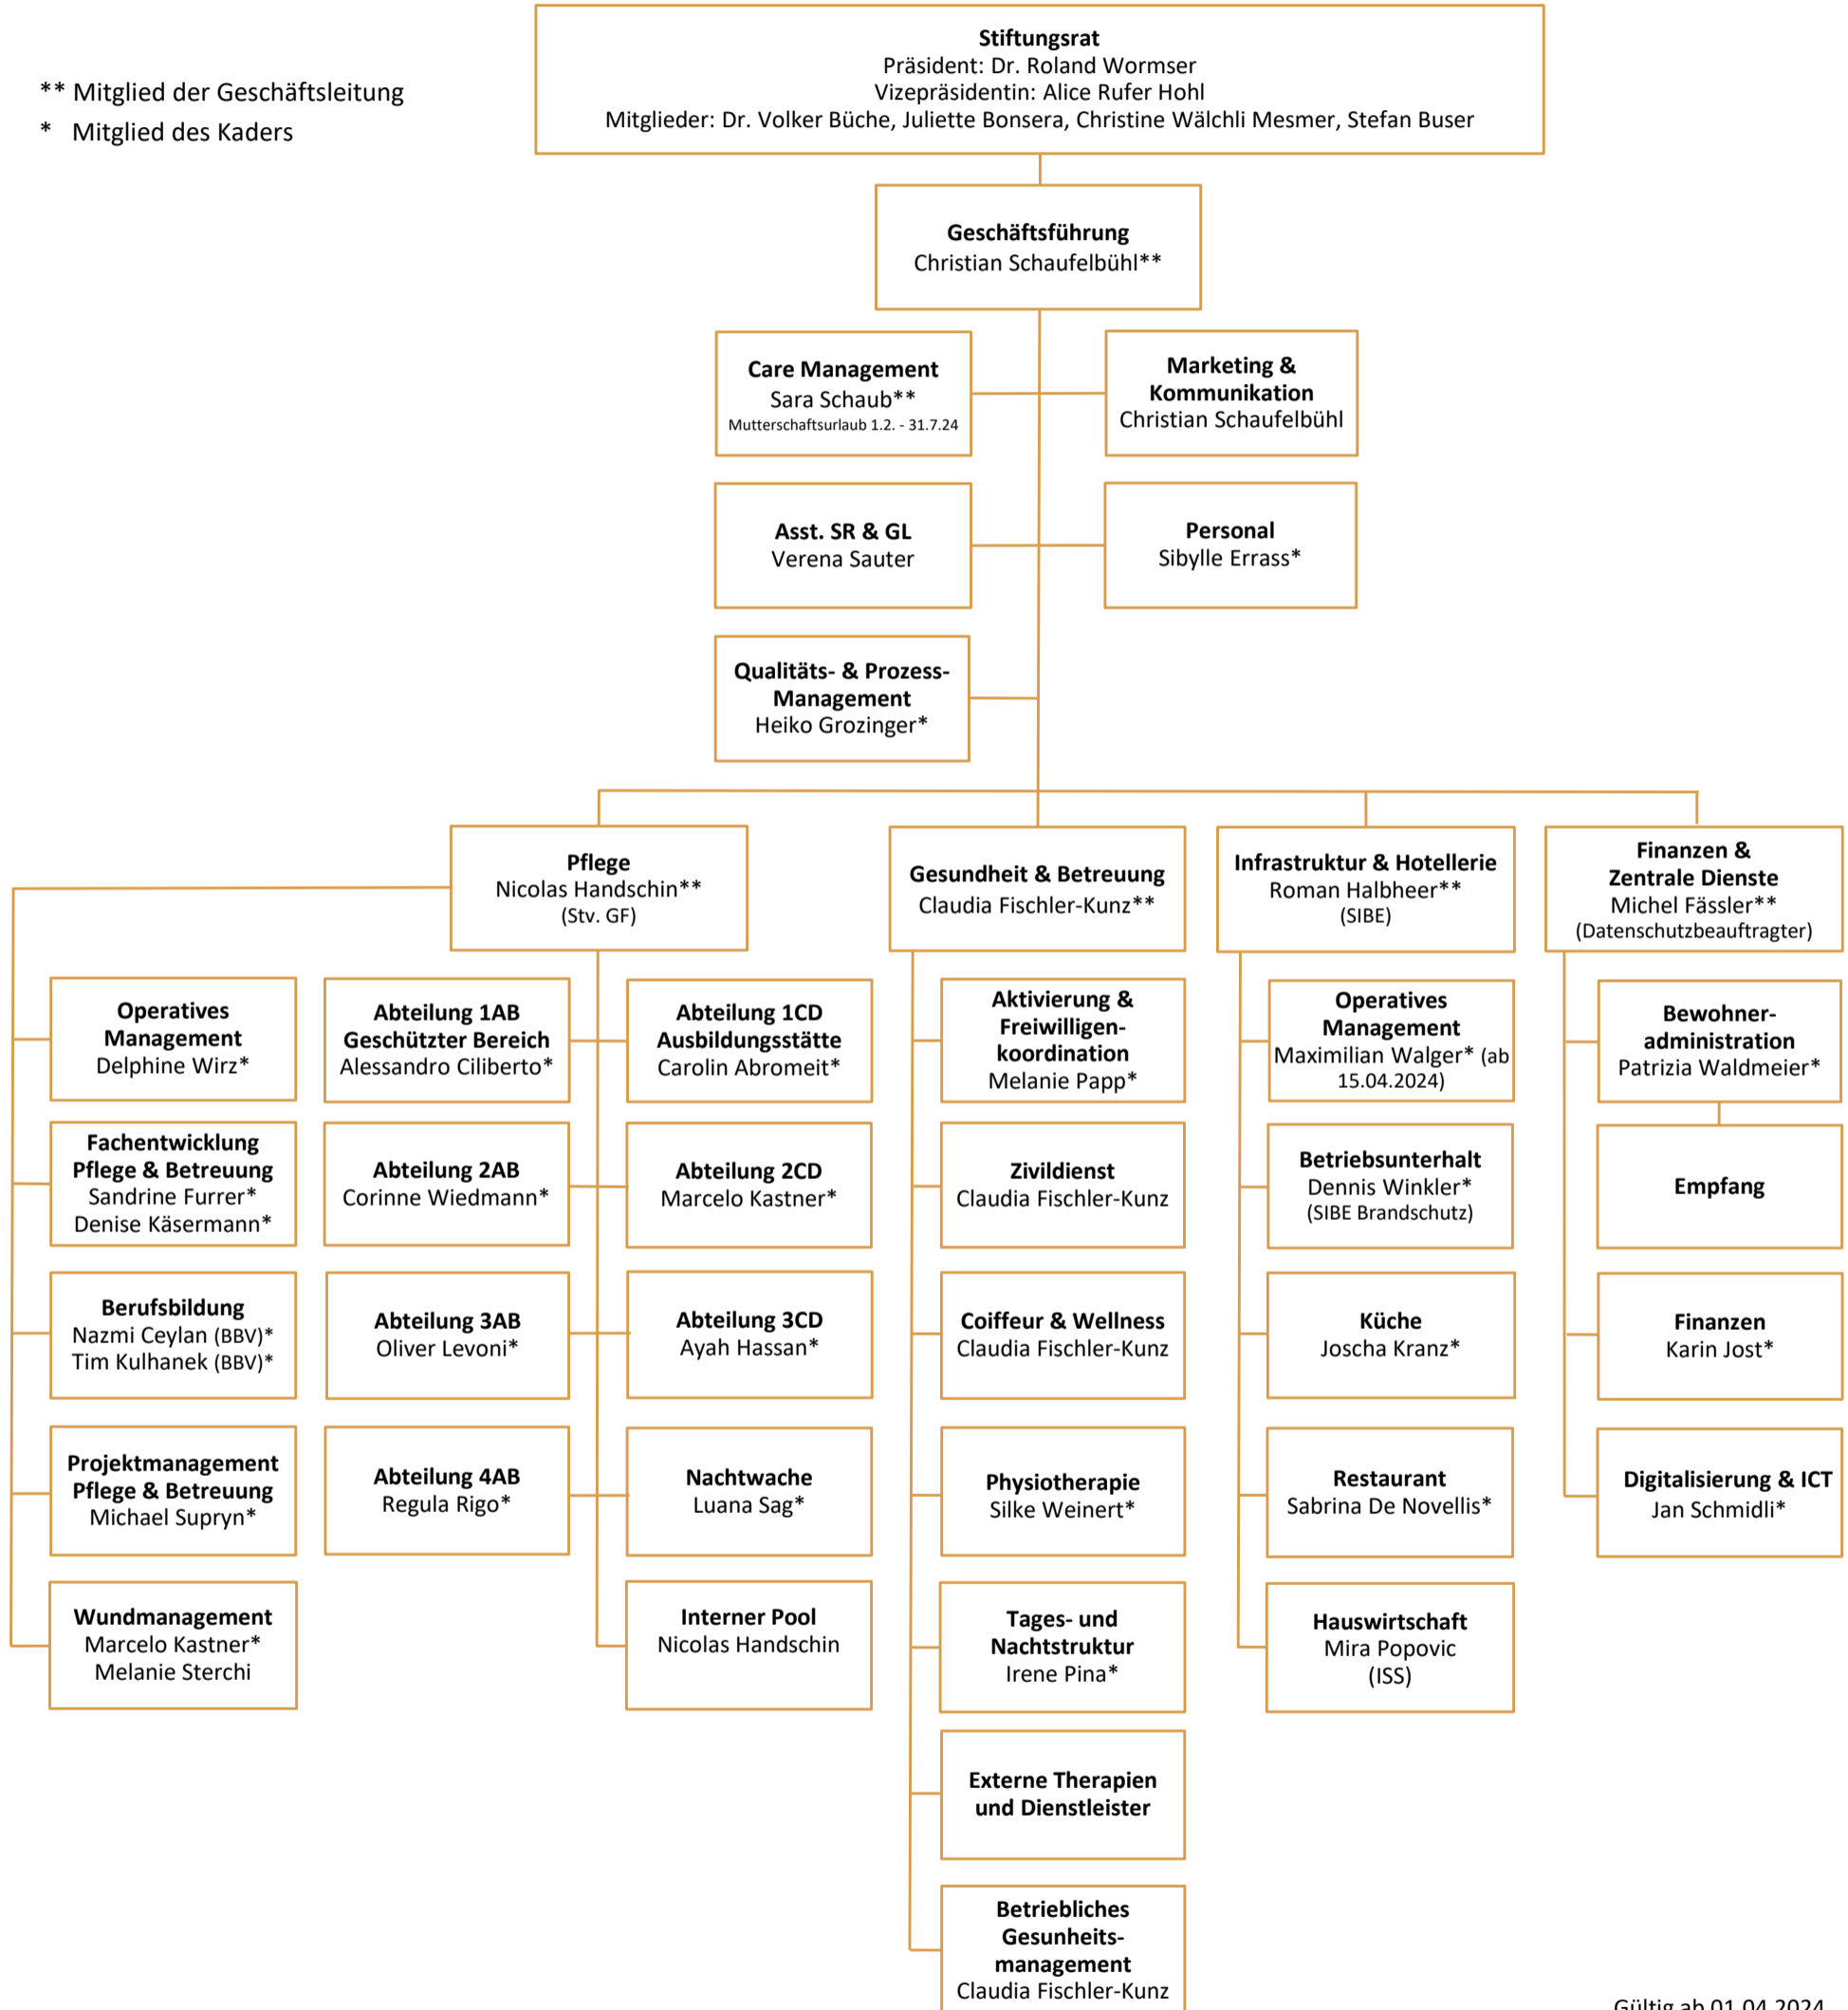 ** Mitglied der Geschäftsleitung
* Mitglied des Kaders
Stiftungsrat
Präsident: Dr. Roland Wormser
Vizepräsidentin: Alice Rufer Hohl
Mitglieder: Dr. Volker Büche, Juliette Bonsera, Christine Wälchli Mesmer, Stefan Buser
Geschäftsführung
Christian Schaufelbühl**
Care Management
Sara Schaub**
Mutterschaftsurlaub 1.2. - 31.7.24
Marketing &
Kommunikation
Christian Schaufelbühl
Asst. SR & GL
Verena Sauter
Personal
Sibylle Errass*
Qualitäts- & Prozess-
Management
Heiko Grozinger*
Pflege
Nicolas Handschin**
(Stv. GF)
Gesundheit & Betreuung
Claudia Fischler-Kunz**
Infrastruktur & Hotellerie
Roman Halbheer**
(SIBE)
Finanzen &
Zentrale Dienste
Michel Fässler**
(Datenschutzbeauftragter)
Operatives
Management
Delphine Wirz*
Fachentwicklung
Pflege & Betreuung
Sandrine Furrer*
Denise Käsermann*
Berufsbildung
Nazmi Ceylan (BBV)*
Tim Kulhanek (BBV)*
Projektmanagement
Pflege & Betreuung
Michael Supryn*
Wundmanagement
Marcelo Kastner*
Melanie Sterchi
Abteilung 1AB
Geschützter Bereich
Alessandro Ciliberto*
Abteilung 2AB
Corinne Wiedmann*
Abteilung 3AB
Oliver Levoni*
Abteilung 4AB
Regula Rigo*
Abteilung 1CD
Ausbildungsstätte
Carolin Abromeit*
Abteilung 2CD
Marcelo Kastner*
Abteilung 3CD
Ayah Hassan*
Nachtwache
Luana Sag*
Interner Pool
Nicolas Handschin
Aktivierung &
Freiwilligen-
koordination
Melanie Papp*
Zivildienst
Claudia Fischler-Kunz
Coiffeur & Wellness
Claudia Fischler-Kunz
Physiotherapie
Silke Weinert*
Tages- und
Nachtstruktur
Irene Pina*
Externe Therapien
und Dienstleister
Betriebliches
Gesunheits-
management
Claudia Fischler-Kunz
Operatives
Management
Maximilian Walger* (ab
15.04.2024)
Betriebsunterhalt
Dennis Winkler*
(SIBE Brandschutz)
Küche
Joscha Kranz*
Restaurant
Sabrina De Novellis*
Hauswirtschaft
Mira Popovic
(ISS)
Bewohner-
administration
Patrizia Waldmeier*
Empfang
Finanzen
Karin Jost*
Digitalisierung & ICT
Jan Schmidli*
Gültig ab 01.04.2024